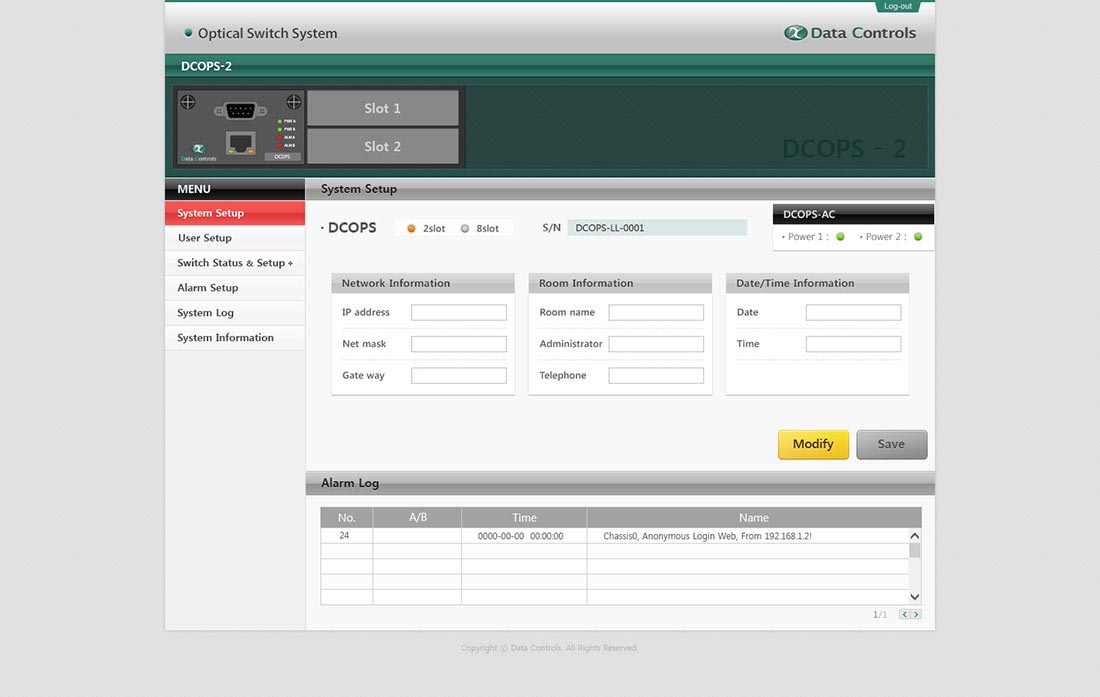 Log-out
Optical Switch System
Data Controls
DCOPS-2
Slot 1
PWR A
PWR B
ALM A
ALM B
Slot 2
DCOPS - 2
Data Controls
DCOPS
MENU
System Setup
User Setup
Switch Status & Setup +
Alarm Setup
System Log
System Information
System Setup
· DCOPS
2slot
8slot
S/N
DCOPS-LL-0001
DCOPS-AC
· Power 1 :
· Power 2 :
Network Information
IP address
Net mask
Gate way
Room Information
Room name
Administrator
Telephone
Date/Time Information
Date
Time
Modify
Save
Alarm Log
No. A/B Time Name
24 0000-00-00 00:00:00 Chassis0, Anonymous Login Web, From 192.168.1.2!
1/1
Copyright ⓒ Data Controls. All Rights Reserved.